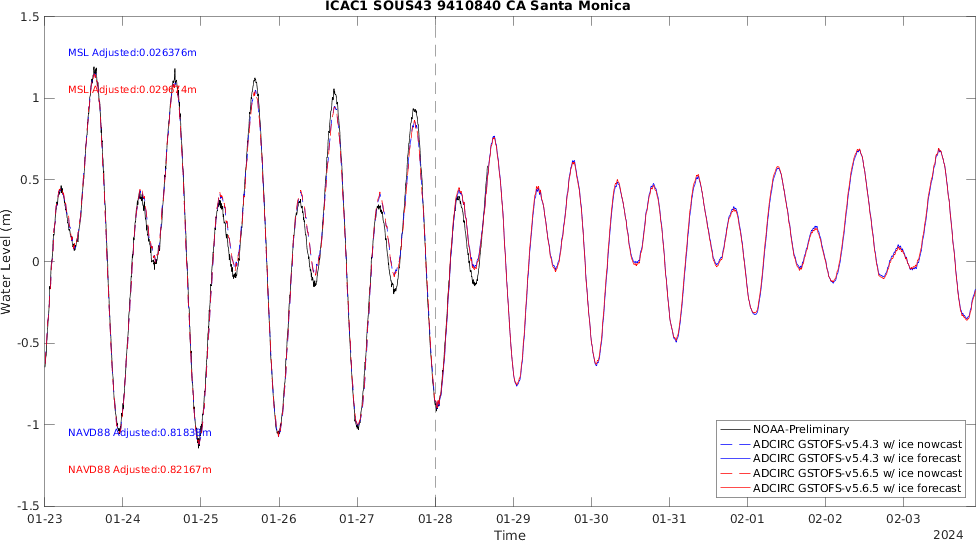 ICAC1 SOUS43 9410840 CA Santa Monica
1.5
MSL Adjusted:0.026376m
MSL Adjusted:0.029674m
1
0.5
Water Level (m)
0
-0.5
-1
NAVD88 Adjusted:0.81838m
NAVD88 Adjusted:0.82167m
-1.5
NOAA-Preliminary
ADCIRC GSTOFS-v5.4.3 w/ ice nowcast
ADCIRC GSTOFS-v5.4.3 w/ ice forecast
ADCIRC GSTOFS-v5.6.5 w/ ice nowcast
ADCIRC GSTOFS-v5.6.5 w/ ice forecast
01-23 01-24 01-25 01-26 01-27 01-28 01-29 01-30 01-31 02-01 02-02 02-03
Time
2024